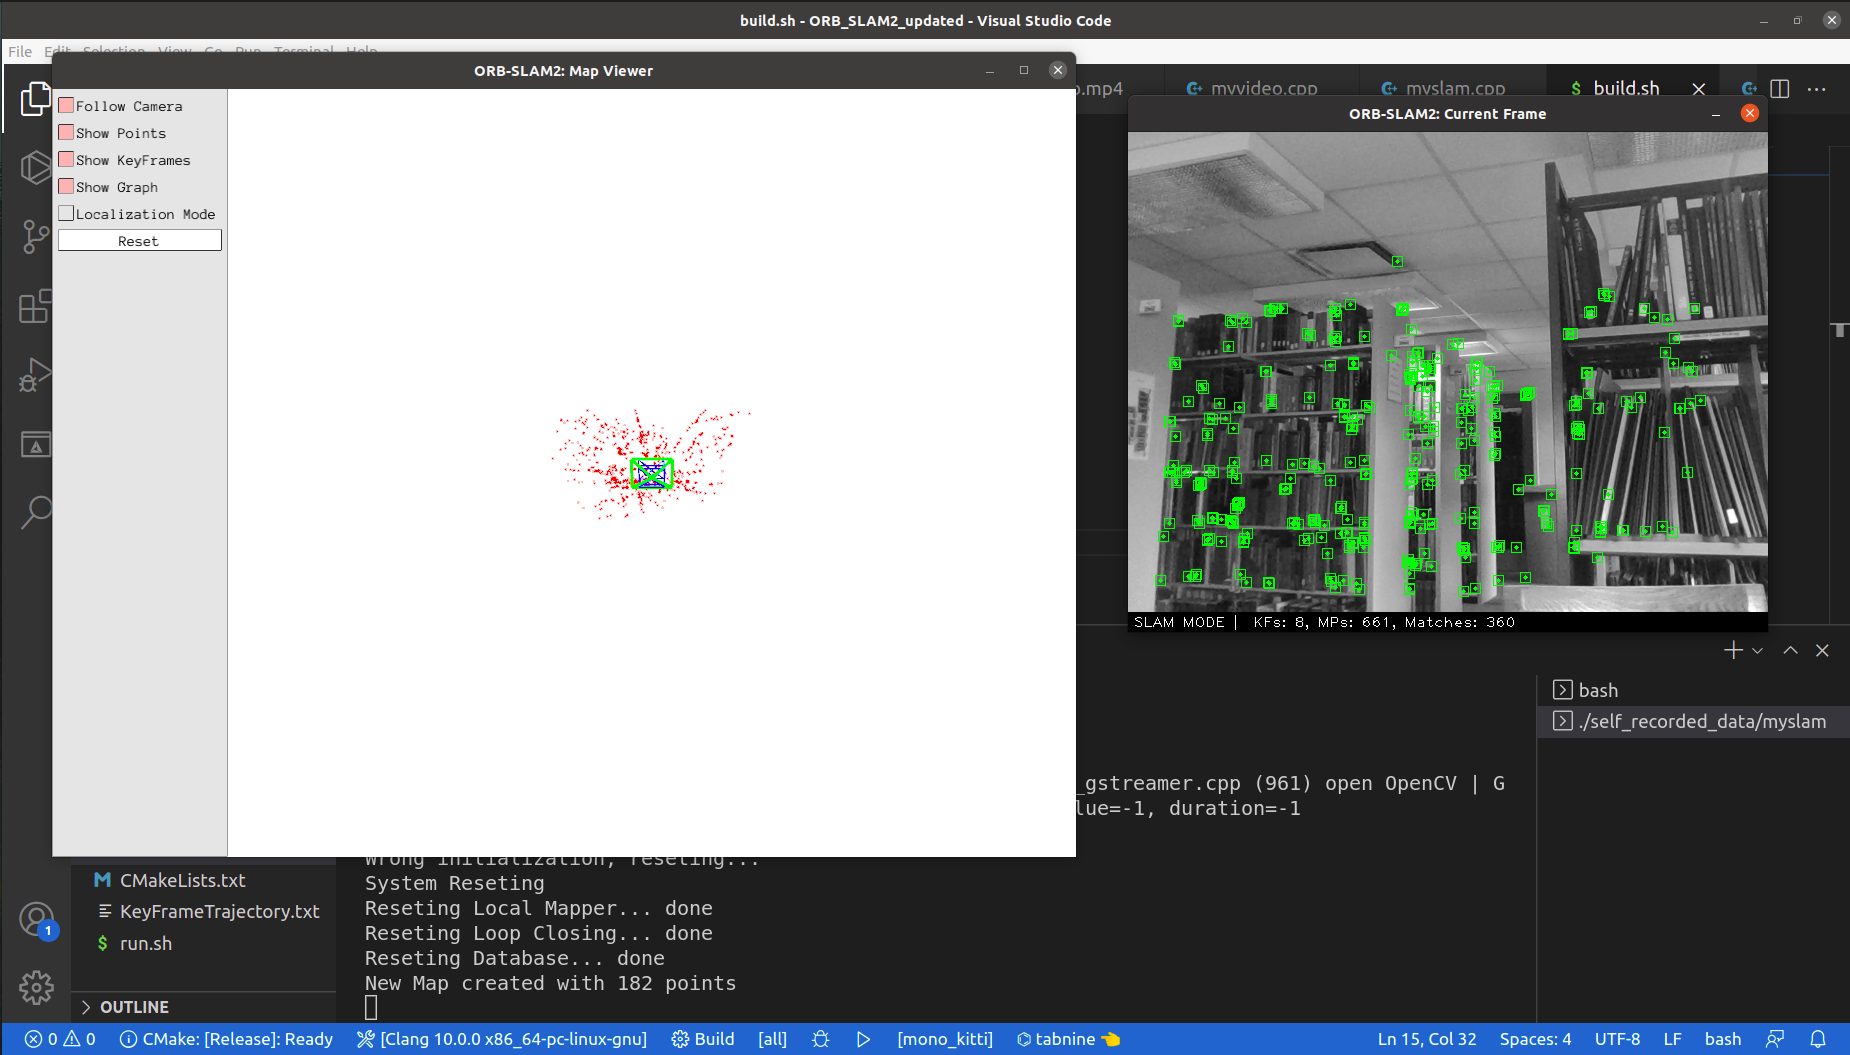 build.sh - ORB_SLAM2_updated - Visual Studio Code
File Edit Selection View Go Run Terminal Help
ORB-SLAM2: Map Viewer
Follow Camera
Show Points
Show KeyFrames
Show Graph
Localization Mode
Reset
.mp4
myvideo.cpp
myslam.cpp
$ build.sh
ORB-SLAM2: Current Frame
SLAM MODE | KFs: 8, MPs: 661, Matches: 360
bash
./self_recorded_data/myslam
_gstreamer.cpp (961) open OpenCV | G
lue=-1, duration=-1
Wrong initialization, reseting...
System Reseting
Reseting Local Mapper... done
Reseting Loop Closing... done
Reseting Database... done
New Map created with 182 points
CMakeLists.txt
KeyFrameTrajectory.txt
$ run.sh
OUTLINE
1
0 0 CMake: [Release]: Ready [Clang 10.0.0 x86_64-pc-linux-gnu] Build [all] [mono_kitti] tabnine Ln 15, Col 32 Spaces: 4 UTF-8 LF bash